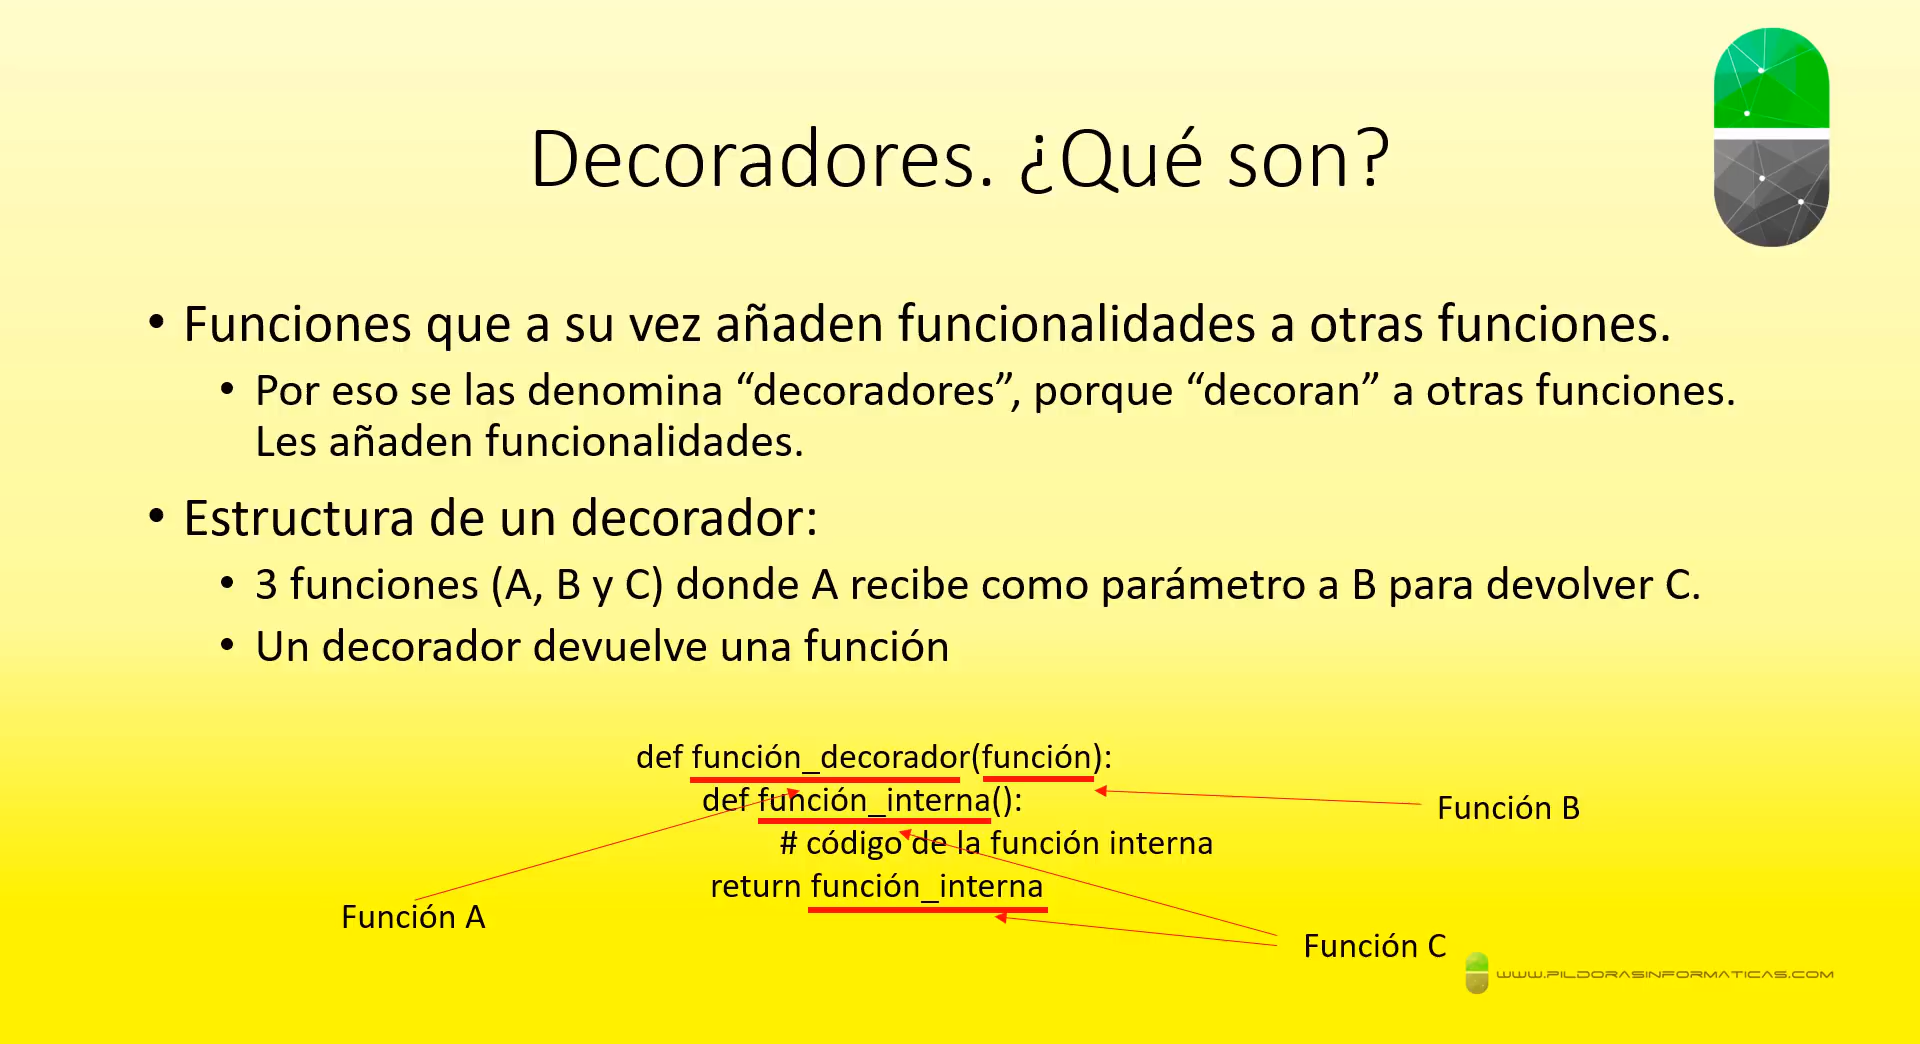 Decoradores. ¿Qué son?
• Funciones que a su vez añaden funcionalidades a otras funciones.
• Por eso se las denomina “decoradores”, porque “decoran” a otras funciones.
Les añaden funcionalidades.
• Estructura de un decorador:
• 3 funciones (A, B y C) donde A recibe como parámetro a B para devolver C.
• Un decorador devuelve una función
def función_decorador(función):
def función_interna():
Función B
# código de la función interna
return función_interna
Función A
Función C
WWW.PILDORASINFORMATICAS.COM